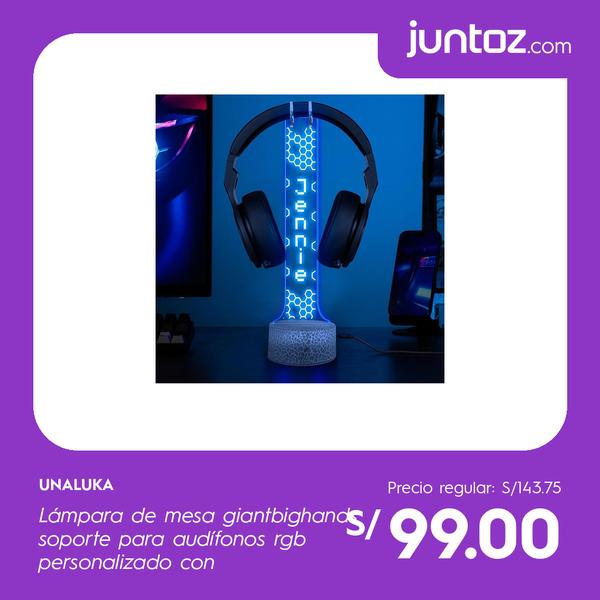 juntoz.com
Jennie
UNALUKA
Lámpara de mesa giantbighands
soporte para audífonos rgb
personalizado con
Precio regular: S/143.75
S/ 99.00